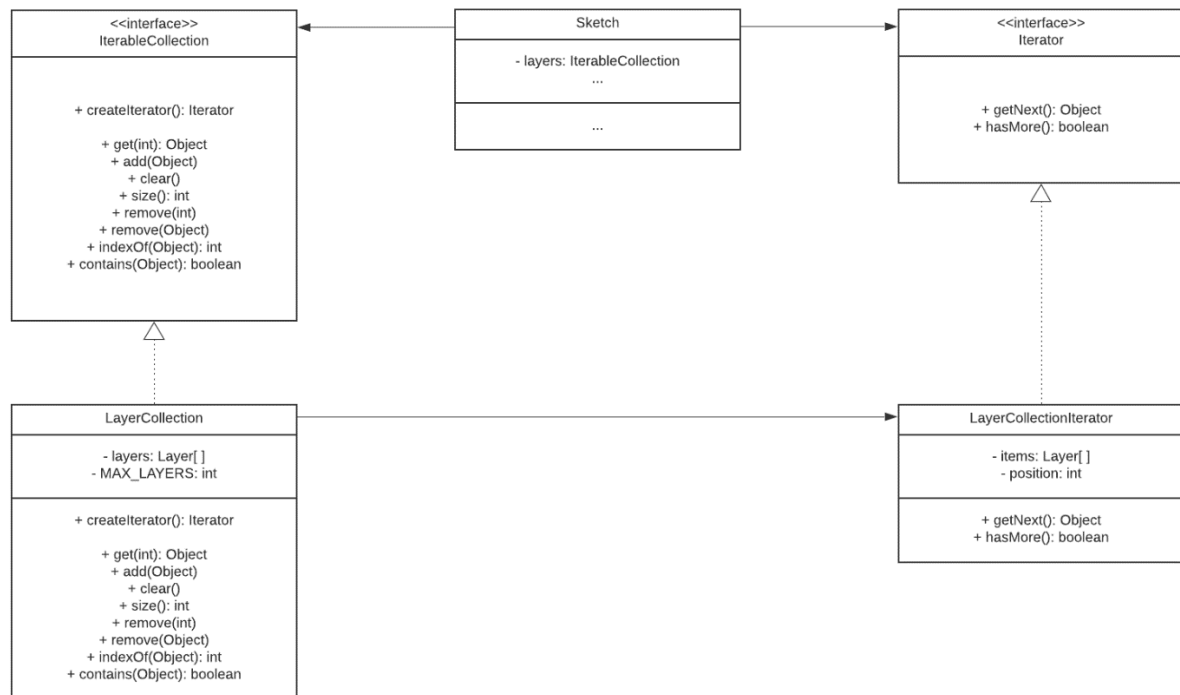 <<interface>>
IterableCollection
+ createIterator(): Iterator
+ get(int): Object
+ add(Object)
+ clear()
+ size(): int
+ remove(int)
+ remove(Object)
+ indexOf(Object): int
+ contains(Object): boolean
Sketch
- layers: IterableCollection
...
...
<<interface>>
Iterator
+ getNext(): Object
+ hasMore(): boolean
LayerCollection
- layers: Layer[ ]
- MAX_LAYERS: int
+ createIterator(): Iterator
+ get(int): Object
+ add(Object)
+ clear()
+ size(): int
+ remove(int)
+ remove(Object)
+ indexOf(Object): int
+ contains(Object): boolean
LayerCollectionIterator
- items: Layer[ ]
- position: int
+ getNext(): Object
+ hasMore(): boolean